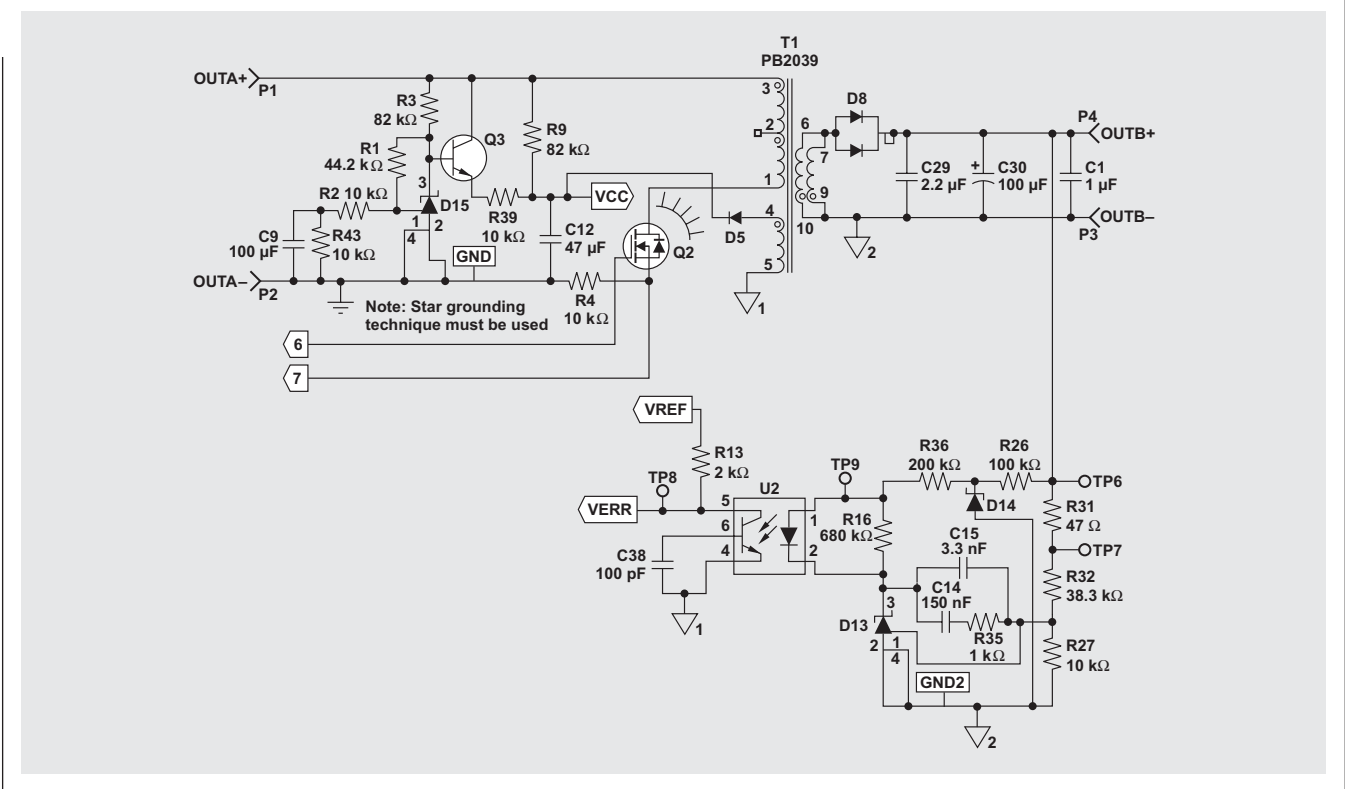 T1
PB2039
OUTA+
P1
R3
82 kΩ
R1
44.2 kΩ
Q3
R9
82 kΩ
3
2
1
4
5
6
7
9
10
D8
P4
OUTB+
C29
2.2 µF
+
C30
100 µF
C1
1 µF
OUTB–
P3
2
R2 10 kΩ
3
D15
1
4
2
R39
10 kΩ
VCC
D5
C9
100 µF
R43
10 kΩ
GND
C12
47 µF
Q2
OUTA–
P2
R4
10 kΩ
1
Note: Star grounding
technique must be used
6
7
VREF
R13
2 kΩ
TP8
VERR
U2
5
6
4
1
2
C38
100 pF
1
TP9
R36
200 kΩ
R26
100 kΩ
TP6
D14
R31
47 Ω
R16
680 kΩ
C15
3.3 nF
TP7
C14
150 nF
R32
38.3 kΩ
3
D13
2
1
4
R35
1 kΩ
R27
10 kΩ
GND2
2